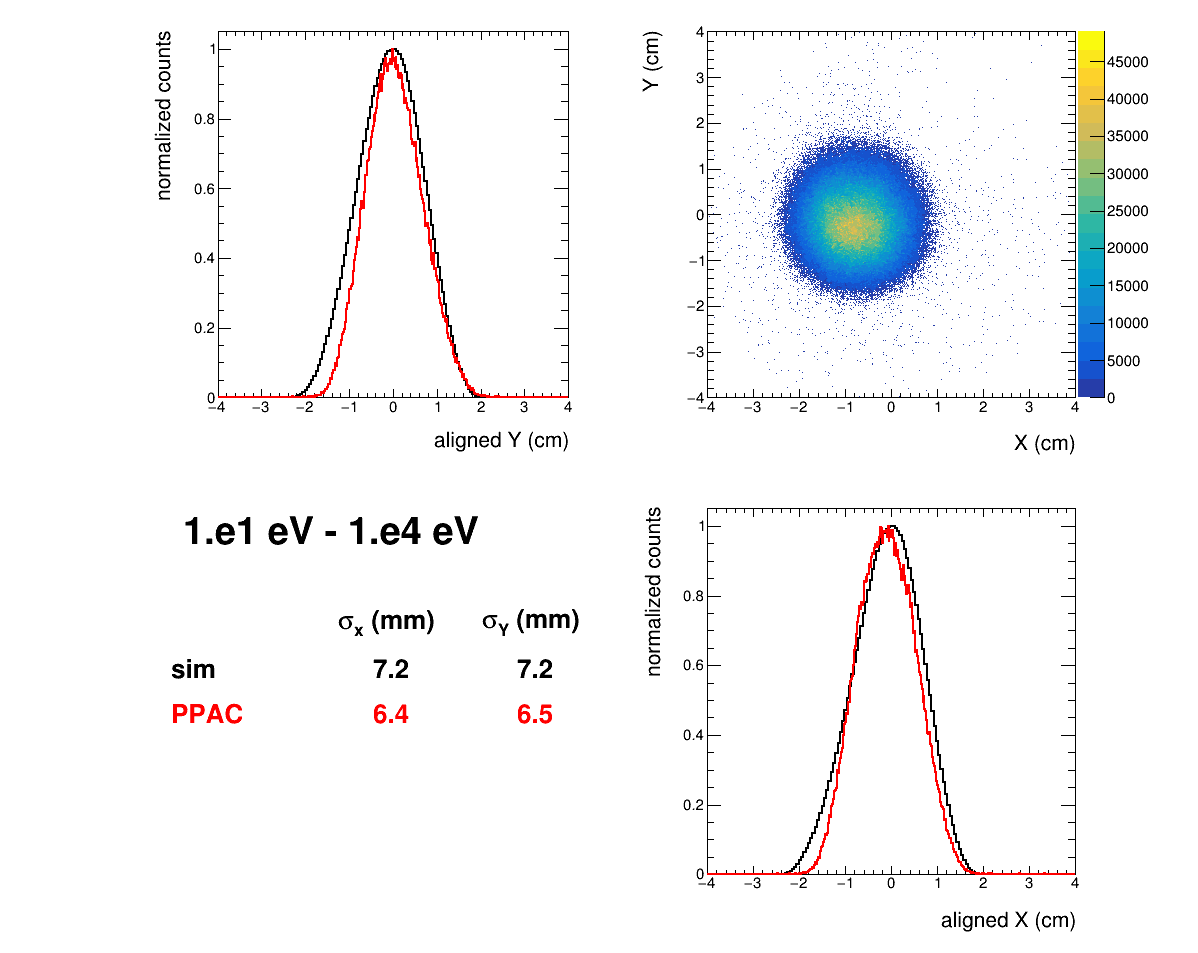 normalized counts
1
0.8
0.6
0.4
0.2
0
−4 −3 −2 −1 0 1 2 3 4
aligned Y (cm)
Y (cm)
4
3
2
1
0
−1
−2
−3
−4
−4 −3 −2 −1 0 1 2 3 4
X (cm)
45000
40000
35000
30000
25000
20000
15000
10000
5000
0
1.e1 eV - 1.e4 eV
σx (mm) σY (mm)
sim 7.2 7.2
PPAC 6.4 6.5
normalized counts
1
0.8
0.6
0.4
0.2
0
−4 −3 −2 −1 0 1 2 3 4
aligned X (cm)